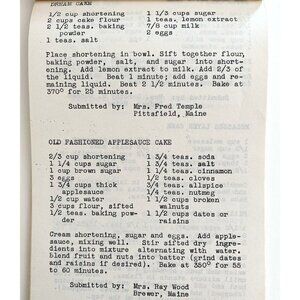 DREAM CAKE
1/2 cup shortening 1 1/3 cups sugar
2 cups cake flour 1 teas. lemon extract
2 1/2 teas. baking 7/8 cup milk
powder 2 eggs
1 teas. salt
Place shortening in bowl. Sift together flour,
baking powder, salt, and sugar into short-
ening. Add lemon extract to milk. Add 2/3 of
the liquid. Beat 1 minute; add eggs and re-
maining liquid. Beat 2 1/2 minutes. Bake at
370° for 25 minutes.
Submitted by: Mrs. Fred Temple
Pittsfield, Maine
OLD FASHIONED APPLESAUCE CAKE
2/3 cup shortening 1 3/4 teas. soda
1 1/4 cups sugar 1 3/4 teas. salt
1 cup brown sugar 1 1/4 teas. cinnamon
3 eggs 1/2 teas. cloves
1 3/4 cups thick 3/4 teas. allspice
applesauce 1/4 teas. nutmeg
1/2 cup water 1 1/2 cups broken
3 cups flour, sifted walnuts
1/2 teas. baking pow- 1 1/2 cups dates or
der raisins
Cream shortening, sugar and eggs. Add apple-
sauce, mixing well. Stir sifted dry ingre-
dients into mixture alternating with water.
Blend fruit and nuts into batter (grind dates
and raisins if desired). Bake at 350° for 55
to 60 minutes.
Submitted by: Mrs. Ray Wood
Brewer, Maine